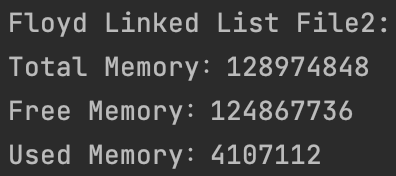 Floyd Linked List File2:
Total Memory: 128974848
Free Memory: 124867736
Used Memory: 4107112